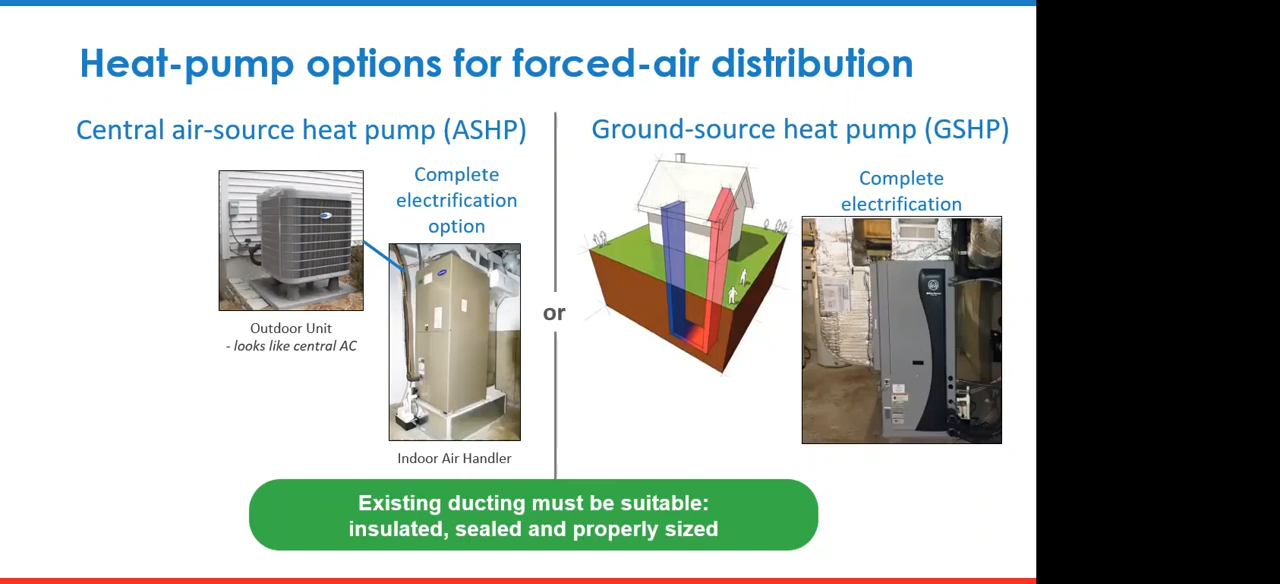 Heat-pump options for forced-air distribution
Central air-source heat pump (ASHP)
Complete
electrification
option
Outdoor Unit
- looks like central AC
Indoor Air Handler
or
Ground-source heat pump (GSHP)
Complete
electrification
Existing ducting must be suitable:
insulated, sealed and properly sized